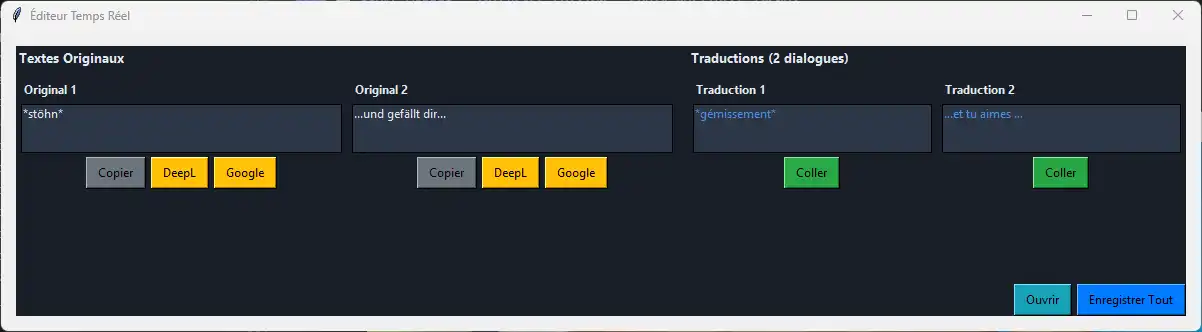 Éditeur Temps Réel
Textes Originaux
Traductions (2 dialogues)
Original 1
Original 2
Traduction 1
Traduction 2
*stöhn*
...und gefällt dir...
*gémissement*
...et tu aimes ...
Copier
DeepL
Google
Copier
DeepL
Google
Coller
Coller
Ouvrir
Enregistrer Tout